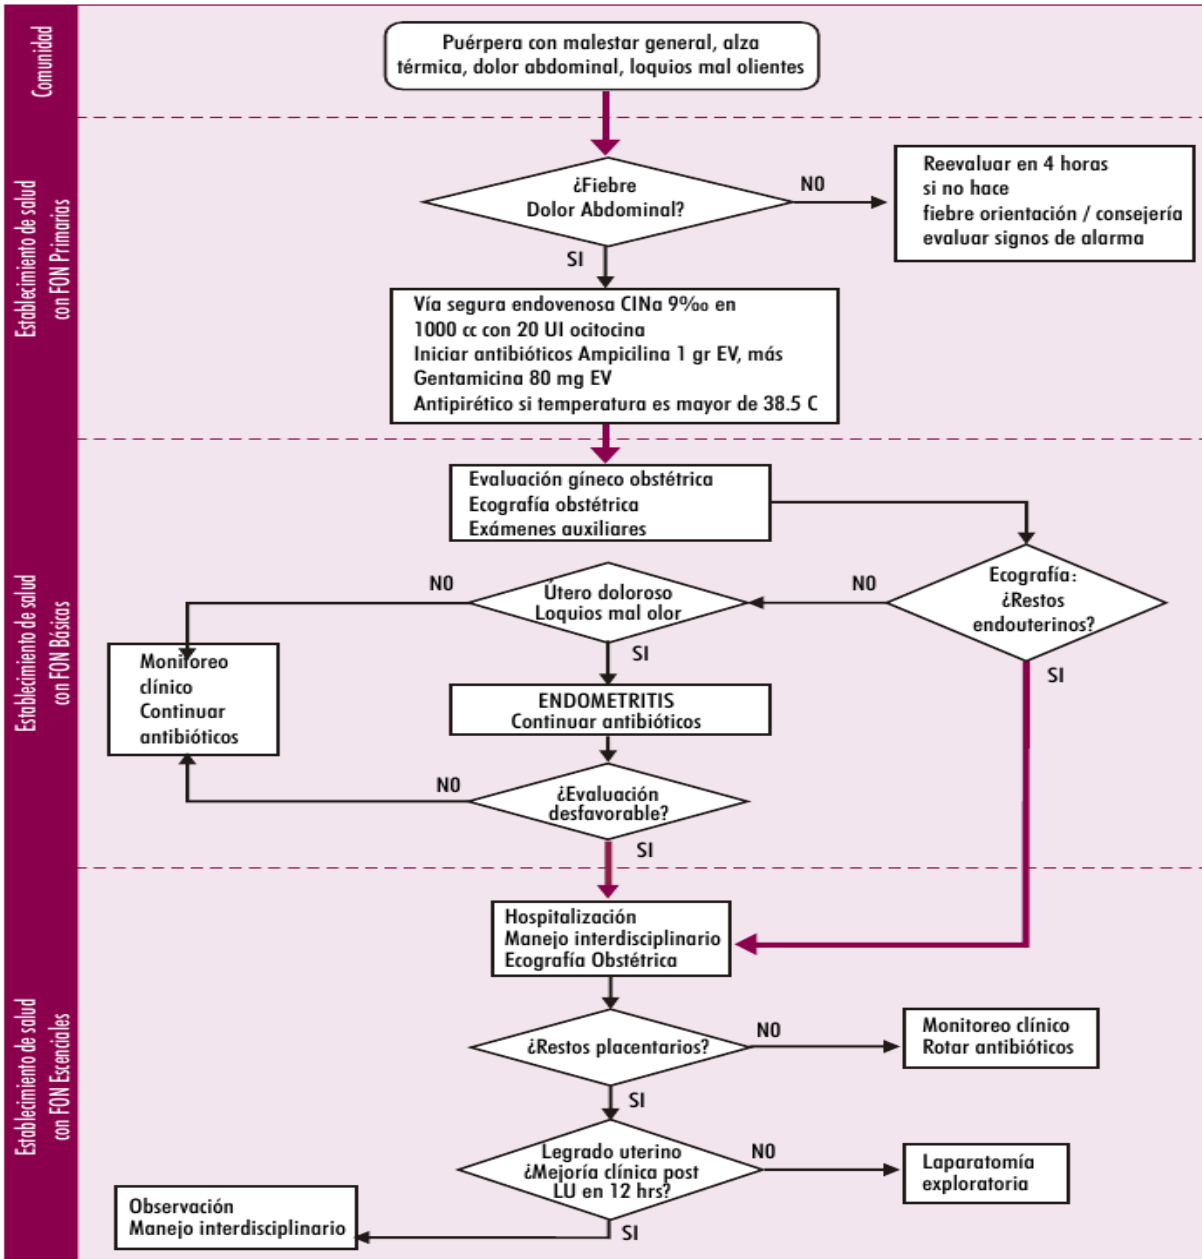 Comunidad
Puérpera con malestar general, alza
térmica, dolor abdominal, loquios mal olientes
Establecimiento de salud
con FON Primarias
¿Fiebre
Dolor Abdominal?
NO
Reevaluar en 4 horas
si no hace
fiebre orientación / consejería
evaluar signos de alarma
SI
Vía segura endovenosa ClNa 9‰ en
1000 cc con 20 UI ocitocina
Iniciar antibióticos Ampicilina 1 gr EV, más
Gentamicina 80 mg EV
Antipirético si temperatura es mayor de 38.5 C
Establecimiento de salud
con FON Básicas
Evaluación gíneco obstétrica
Ecografía obstétrica
Exámenes auxiliares
Ecografía:
¿Restos
endouterinos?
NO
SI
Útero doloroso
Loquios mal olor
NO
SI
Monitoreo
clínico
Continuar
antibióticos
ENDOMETRITIS
Continuar antibióticos
¿Evaluación
desfavorable?
NO
SI
Establecimiento de salud
con FON Escenciales
Hospitalización
Manejo interdisciplinario
Ecografía Obstétrica
¿Restos placentarios?
NO
Monitoreo clínico
Rotar antibióticos
SI
Legrado uterino
¿Mejoría clínica post
LU en 12 hrs?
NO
Laparatomía
exploratoria
SI
Observación
Manejo interdisciplinario